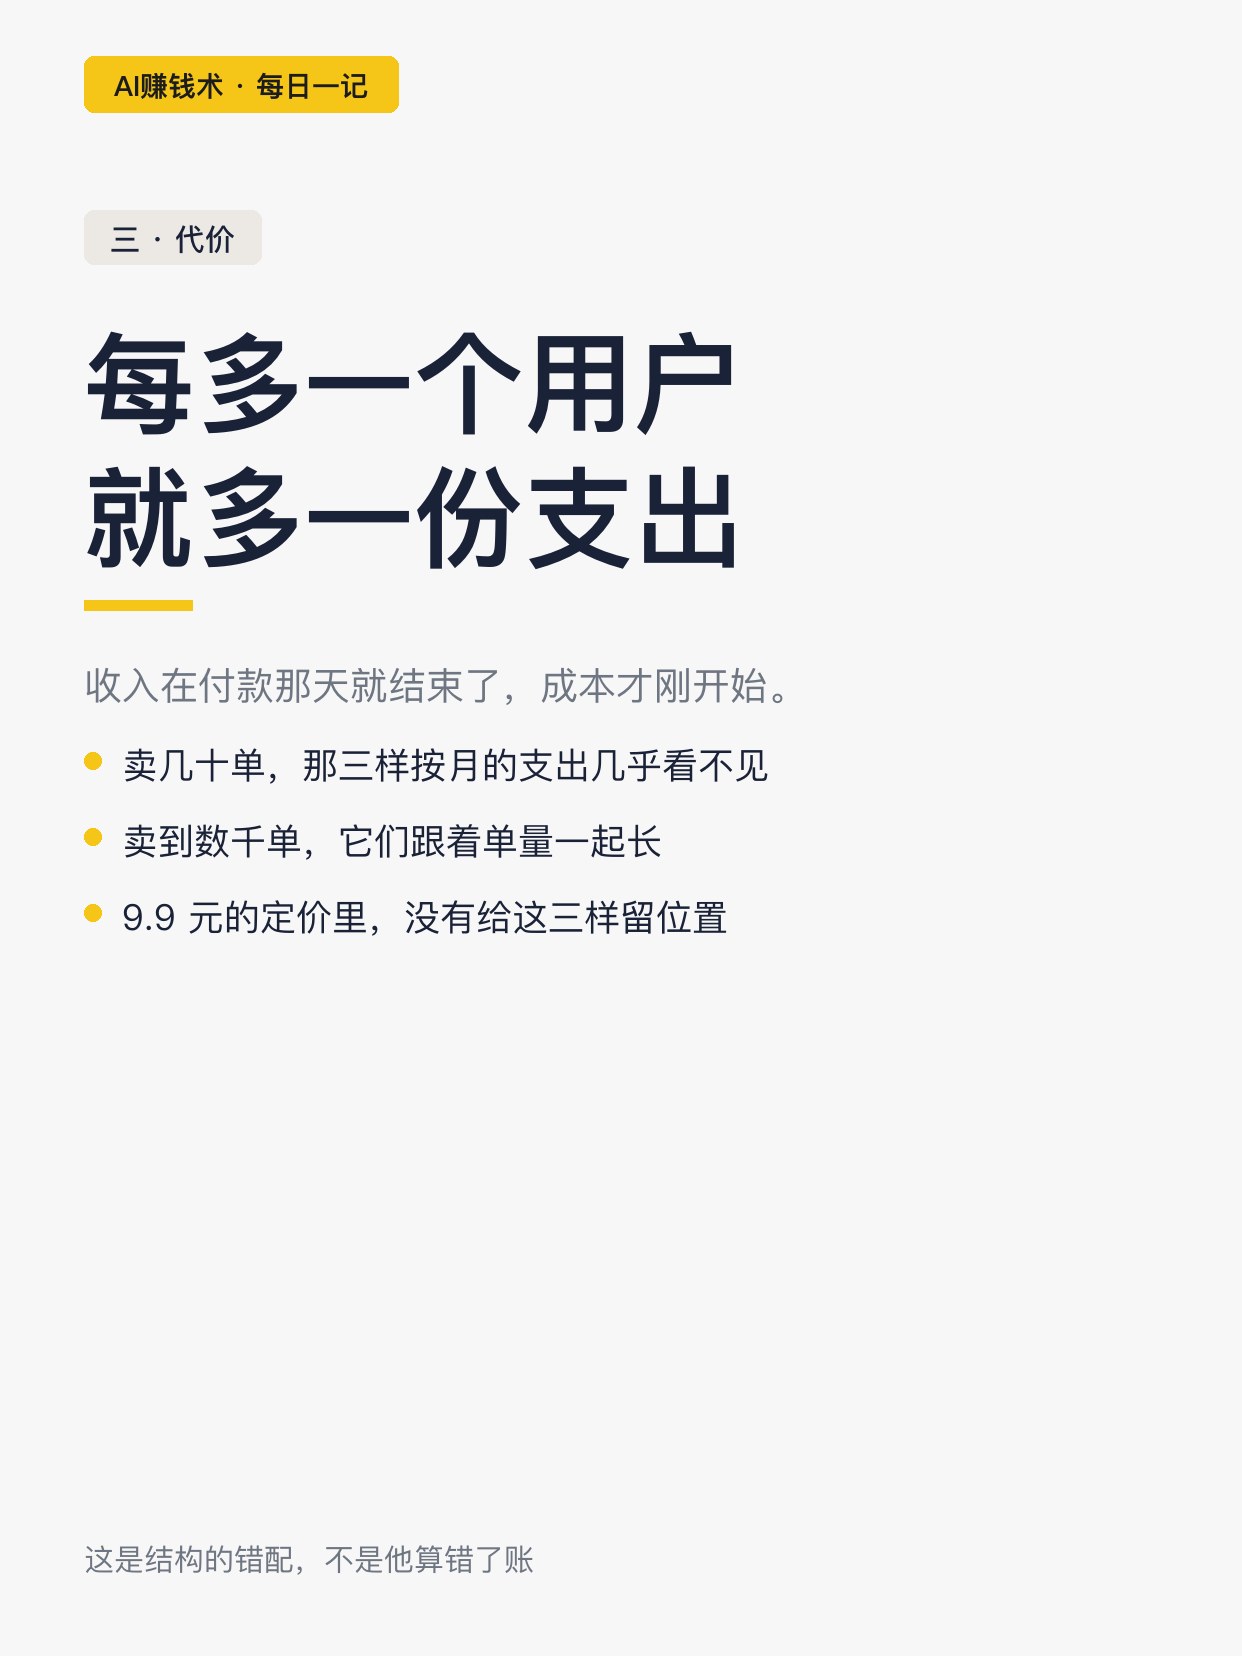 AI赚钱术 · 每日一记
三 · 代价
每多一个用户
就多一份支出
收入在付款那天就结束了，成本才刚开始。
卖几十单，那三样按月的支出几乎看不见
卖到数千单，它们跟着单量一起长
9.9 元的定价里，没有给这三样留位置
这是结构的错配，不是他算错了账